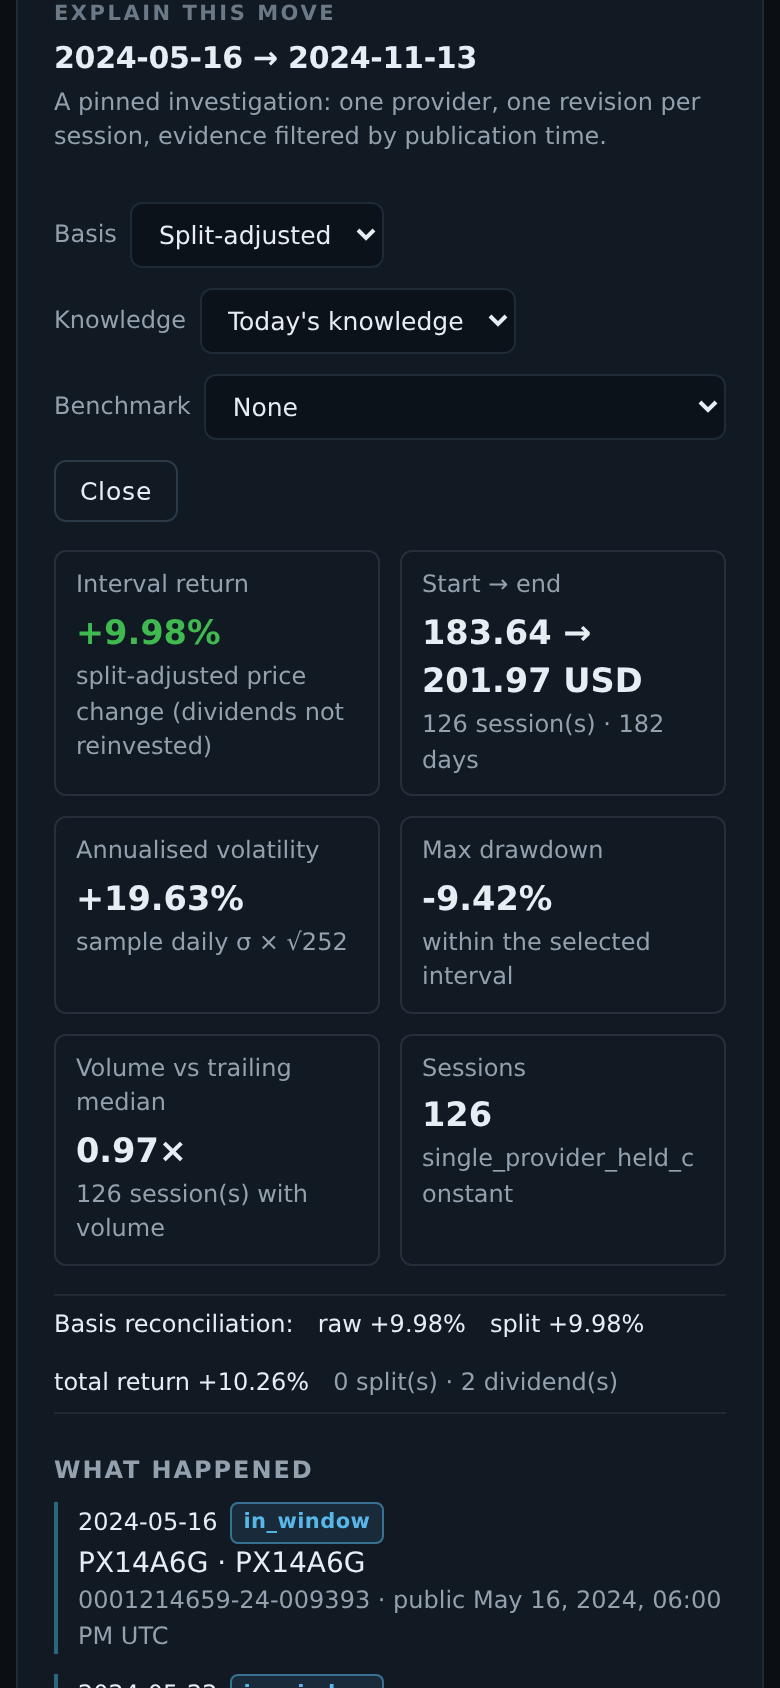 EXPLAIN THIS MOVE
2024-05-16 → 2024-11-13
A pinned investigation: one provider, one revision per
session, evidence filtered by publication time.
Basis Split-adjusted
Knowledge Today's knowledge
Benchmark None
Close
Interval return
+9.98%
split-adjusted price
change (dividends not
reinvested)
Start → end
183.64 →
201.97 USD
126 session(s) · 182
days
Annualised volatility
+19.63%
sample daily σ × √252
Max drawdown
-9.42%
within the selected
interval
Volume vs trailing
median
0.97×
126 session(s) with
volume
Sessions
126
single_provider_held_c
onstant
Basis reconciliation: raw +9.98% split +9.98%
total return +10.26% 0 split(s) · 2 dividend(s)
WHAT HAPPENED
2024-05-16 in_window
PX14A6G · PX14A6G
0001214659-24-009393 · public May 16, 2024, 06:00
PM UTC